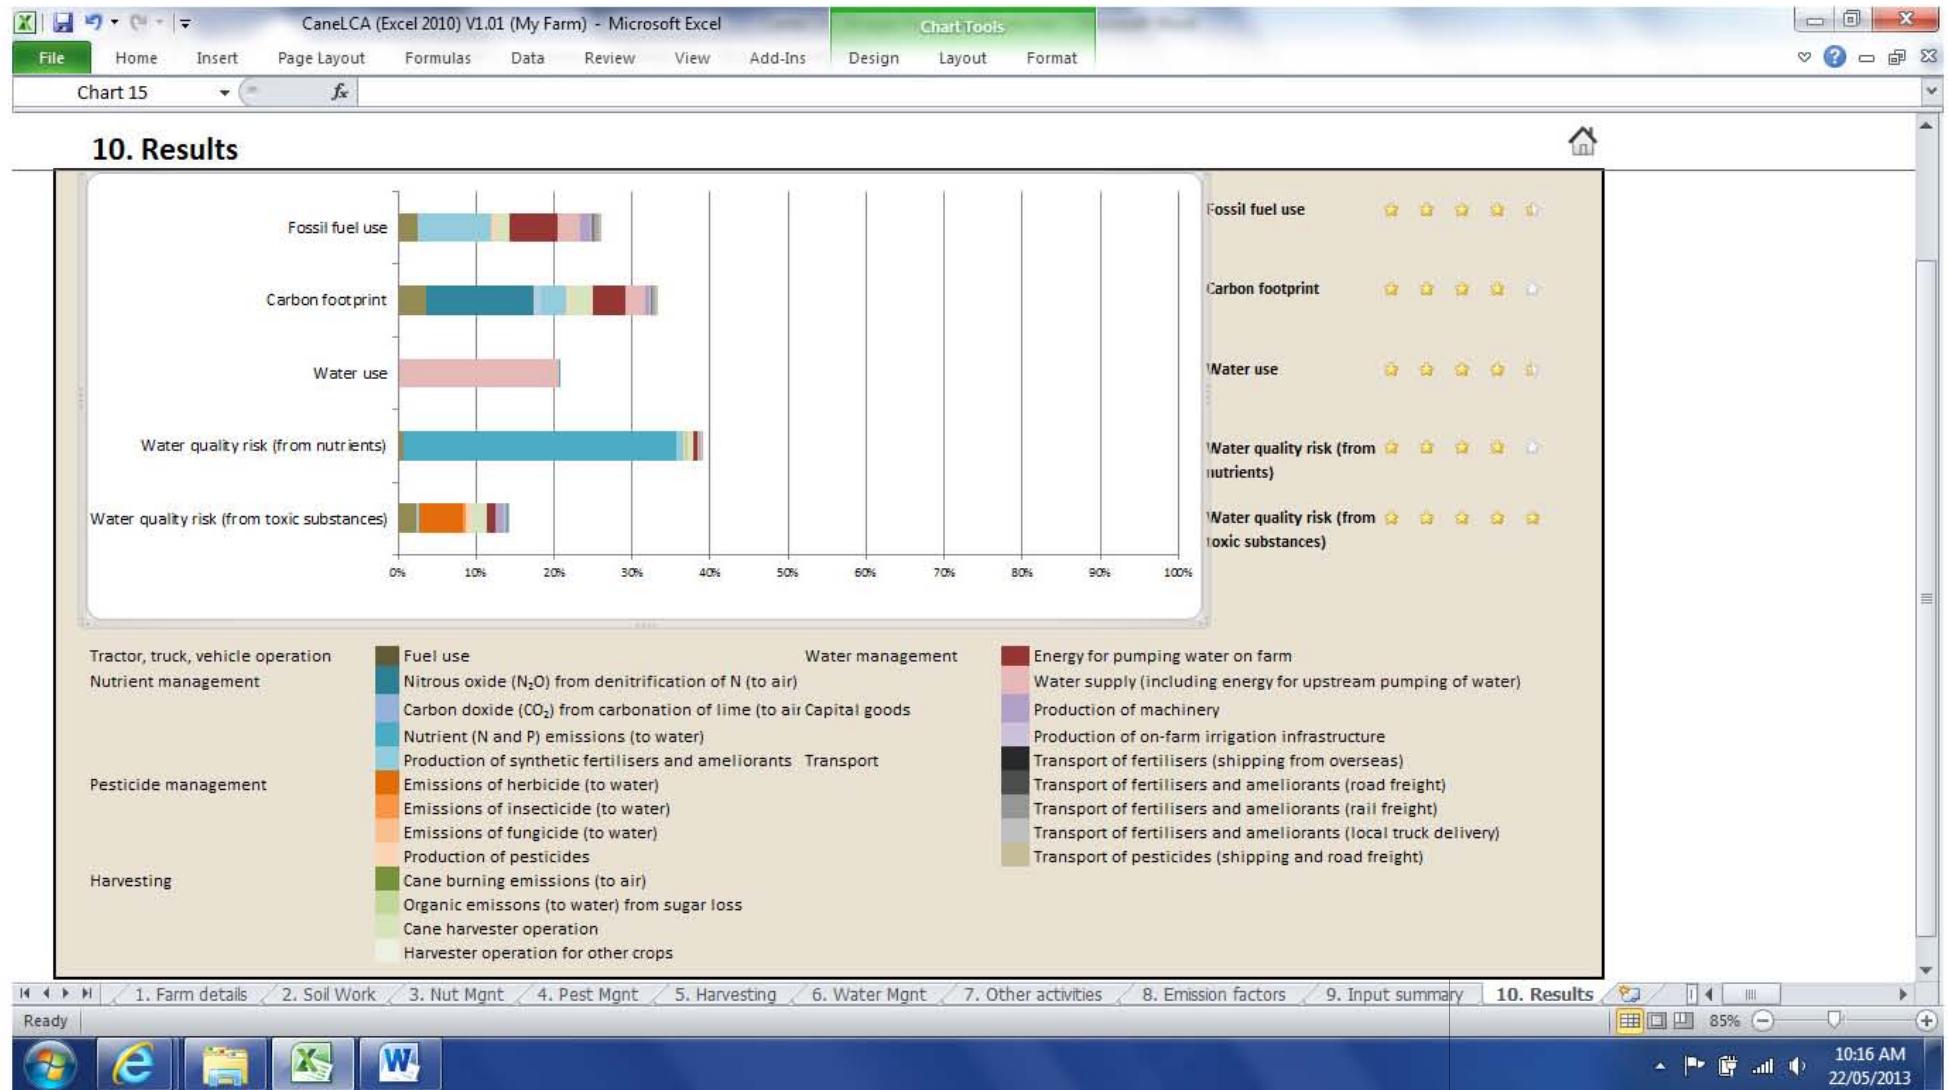 CaneLCA (Excel 2010) V1.01 (My Farm) - Microsoft Excel
Chart Tools
File Home Insert Page Layout Formulas Data Review View Add-Ins Design Layout Format
Chart 15 fx
10. Results
Fossil fuel use
Carbon footprint
Water use
Water quality risk (from nutrients)
Water quality risk (from toxic substances)
0% 10% 20% 30% 40% 50% 60% 70% 80% 90% 100%
Fossil fuel use
Carbon footprint
Water use
Water quality risk (from
nutrients)
Water quality risk (from
toxic substances)
Tractor, truck, vehicle operation Fuel use Water management Energy for pumping water on farm
Nutrient management Nitrous oxide (N₂O) from denitrification of N (to air) Water supply (including energy for upstream pumping of water)
Carbon doxide (CO₂) from carbonation of lime (to air Capital goods Production of machinery
Nutrient (N and P) emissions (to water) Production of on-farm irrigation infrastructure
Production of synthetic fertilisers and ameliorants Transport Transport of fertilisers (shipping from overseas)
Pesticide management Emissions of herbicide (to water) Transport of fertilisers and ameliorants (road freight)
Emissions of insecticide (to water) Transport of fertilisers and ameliorants (rail freight)
Emissions of fungicide (to water) Transport of fertilisers and ameliorants (local truck delivery)
Production of pesticides Transport of pesticides (shipping and road freight)
Harvesting Cane burning emissions (to air)
Organic emissons (to water) from sugar loss
Cane harvester operation
Harvester operation for other crops
1. Farm details 2. Soil Work 3. Nut Mgnt 4. Pest Mgnt 5. Harvesting 6. Water Mgnt 7. Other activities 8. Emission factors 9. Input summary 10. Results
Ready 85%
10:16 AM
22/05/2013